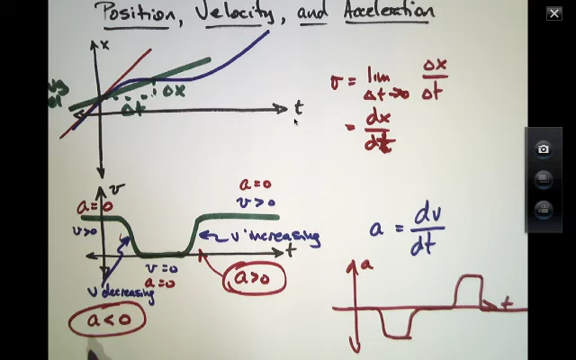 Position, Velocity, and Acceleration
x
Δx
Δt
t
v = lim Δx/Δt
Δt→0
= dx/dt
v
a=0
v>0
a=0
v>0
v increasing
t
v=0
a=0
v decreasing
a>0
a<0
a = dv/dt
a
t